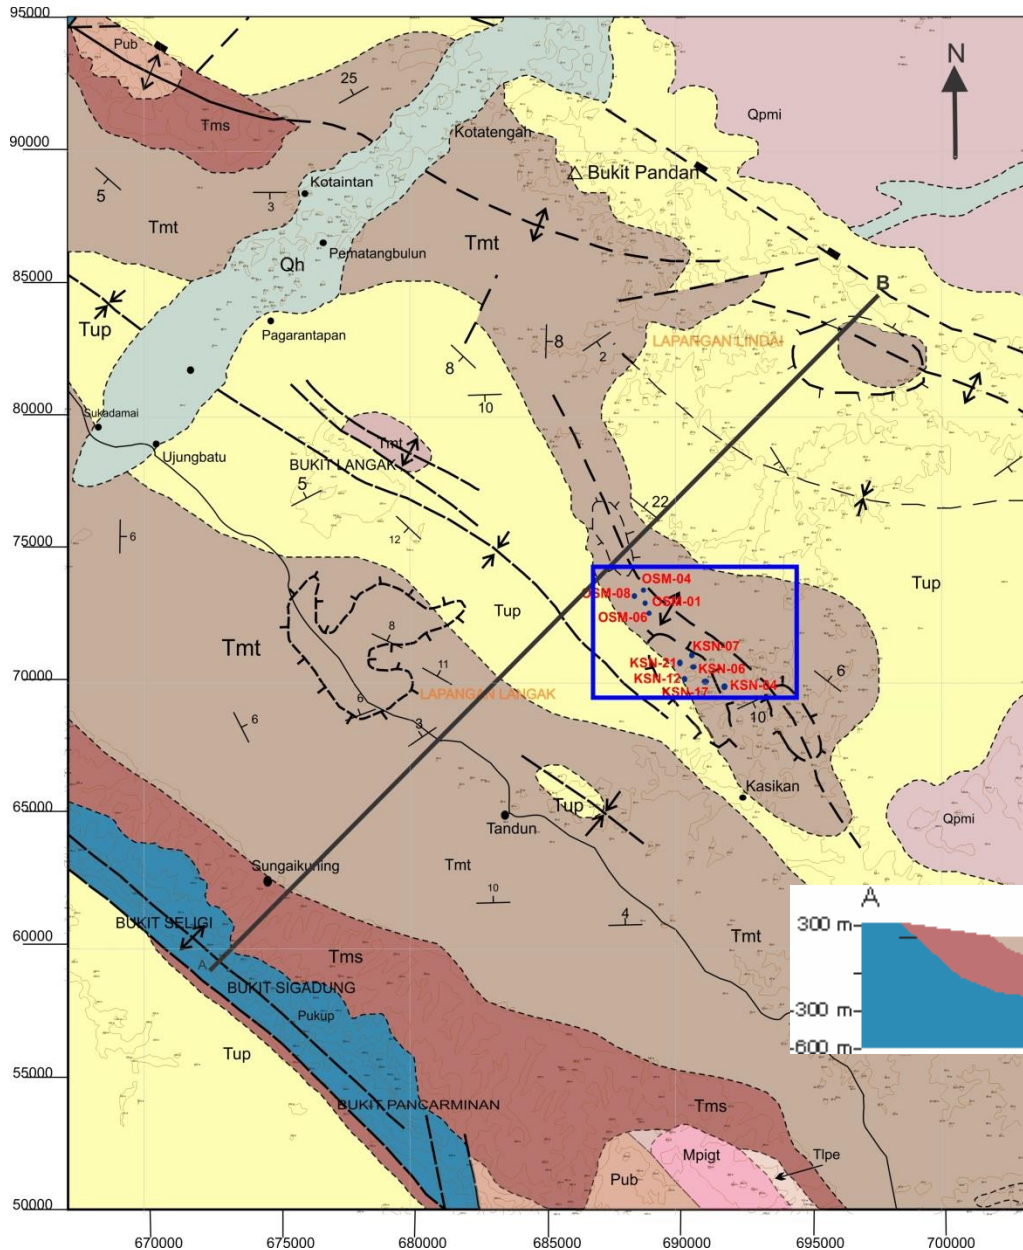 95000
Pub
N
25
Qpmi
Tms
Kotatengah
90000
Bukit Pandan
5
Kotaintan
3
Tmt
Tmt
Pematangbulun
Qh
85000
B
Tup
Pagarantapan
8
2
LAPANGAN LINDAI
8
10
80000
Sukadamai
Ujungbatu
Tmt
BUKIT LANGAK
5
22
12
6
75000
OSM-04
OSM-08
OSM-01
Tup
Tup
OSM-06
8
KSN-07
Tmt
KSN-21
KSN-06
11
6
70000
KSN-12
LAPANGAN LANGAK
KSN-04
KSN-17
6
10
6
3
Kasikan
65000
Tup
Tandun
Qpmi
Sungaikuning
Tmt
10
A
300 m
BUKIT SELIGI
4
Tmt
60000
Tms
A
BUKIT SIGADUNG
-300 m
Pukup
-600 m
Tup
55000
BUKIT PANCARMINAN
Tms
Mpigt
Tlpe
Pub
50000
670000
675000
680000
685000
690000
695000
700000